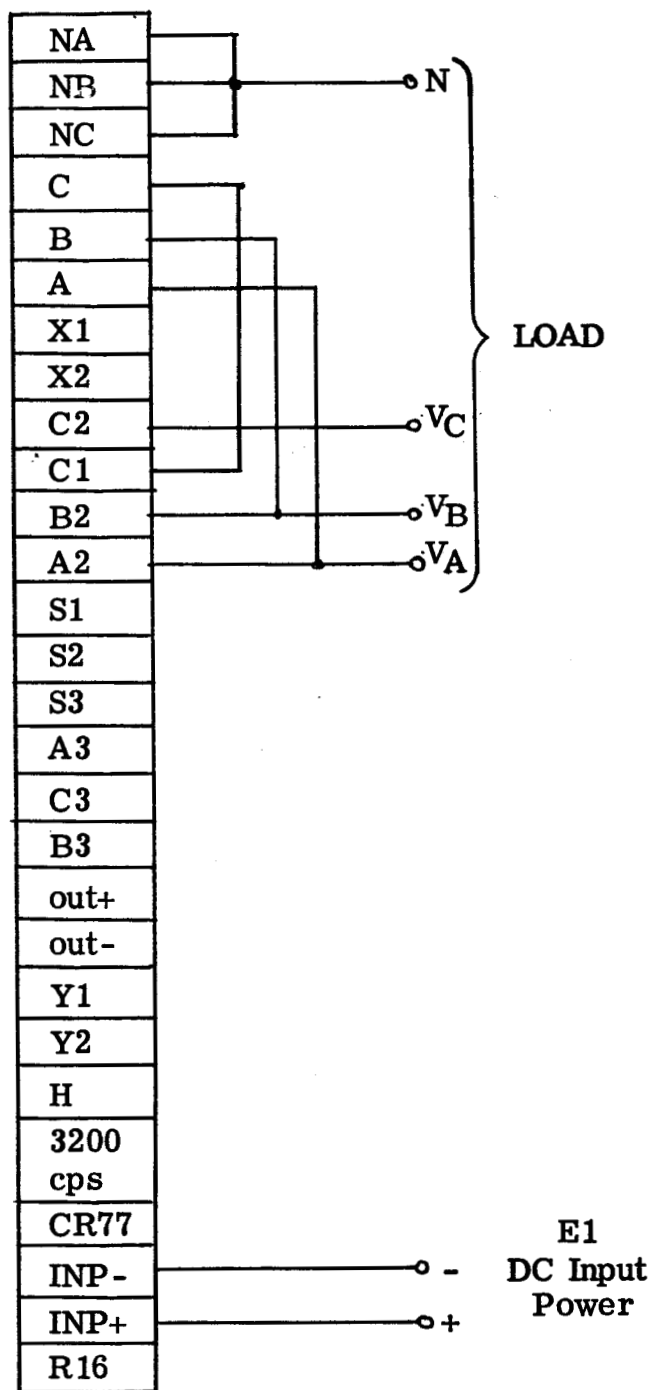 NA
NB
NC
C
B
A
X1
X2
C2
C1
B2
A2
S1
S2
S3
A3
C3
B3
out+
out-
Y1
Y2
H
3200
cps
CR77
INP-
INP+
R16
N
LOAD
VC
VB
VA
-
+
E1
DC Input
Power